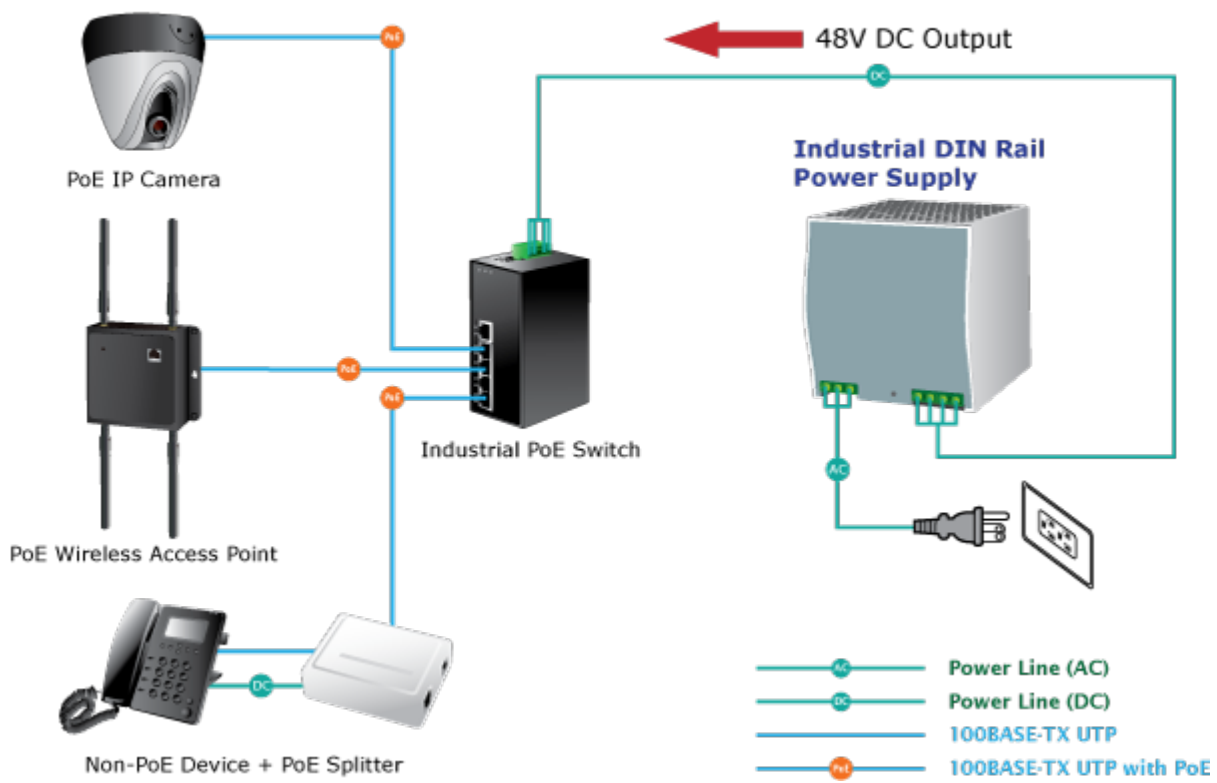 PoE
48V DC Output
DC
PoE IP Camera
Industrial DIN Rail
Power Supply
PoE
PoE
Industrial PoE Switch
AC
PoE Wireless Access Point
DC
Non-PoE Device + PoE Splitter
AC Power Line (AC)
DC Power Line (DC)
100BASE-TX UTP
PoE 100BASE-TX UTP with PoE